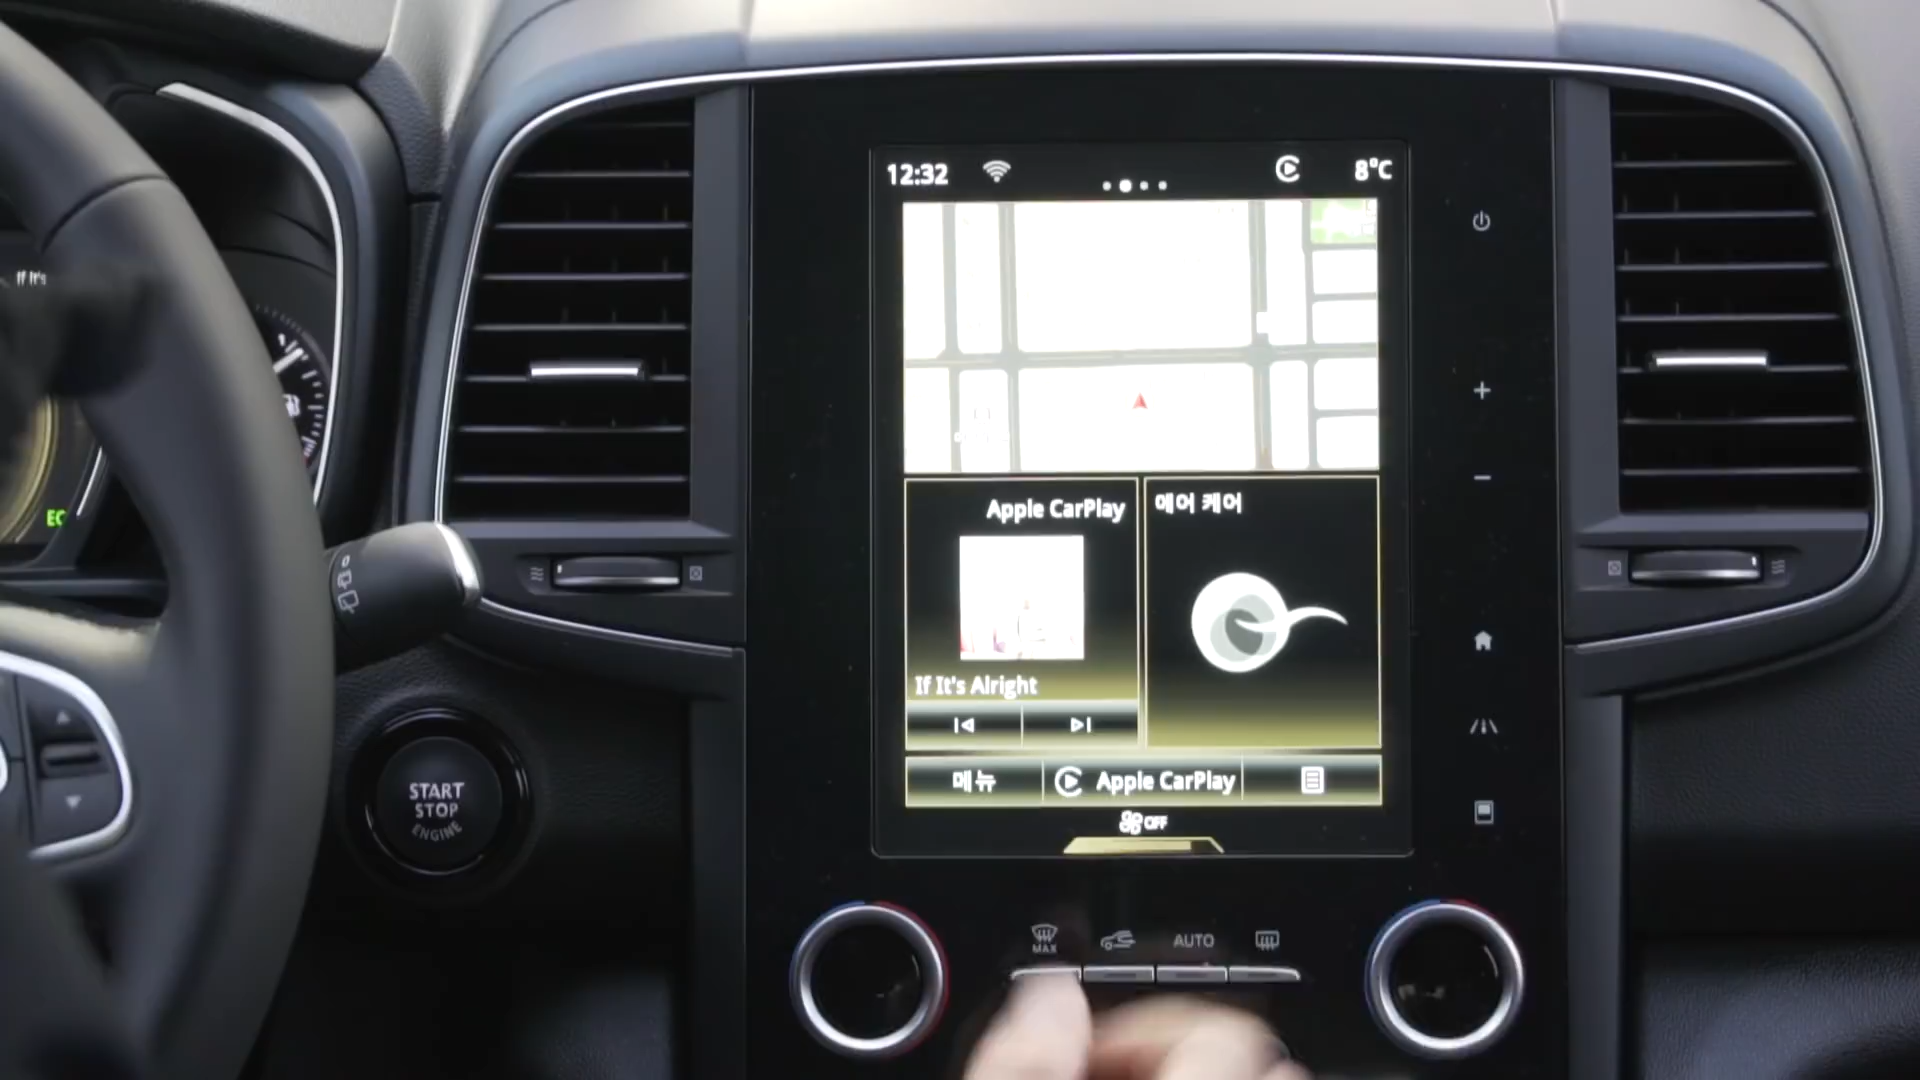 12:32
8°C
If It's
Apple CarPlay
에어 케어
If It's Alright
메뉴
Apple CarPlay
OFF
START
STOP
ENGINE
MAX
AUTO